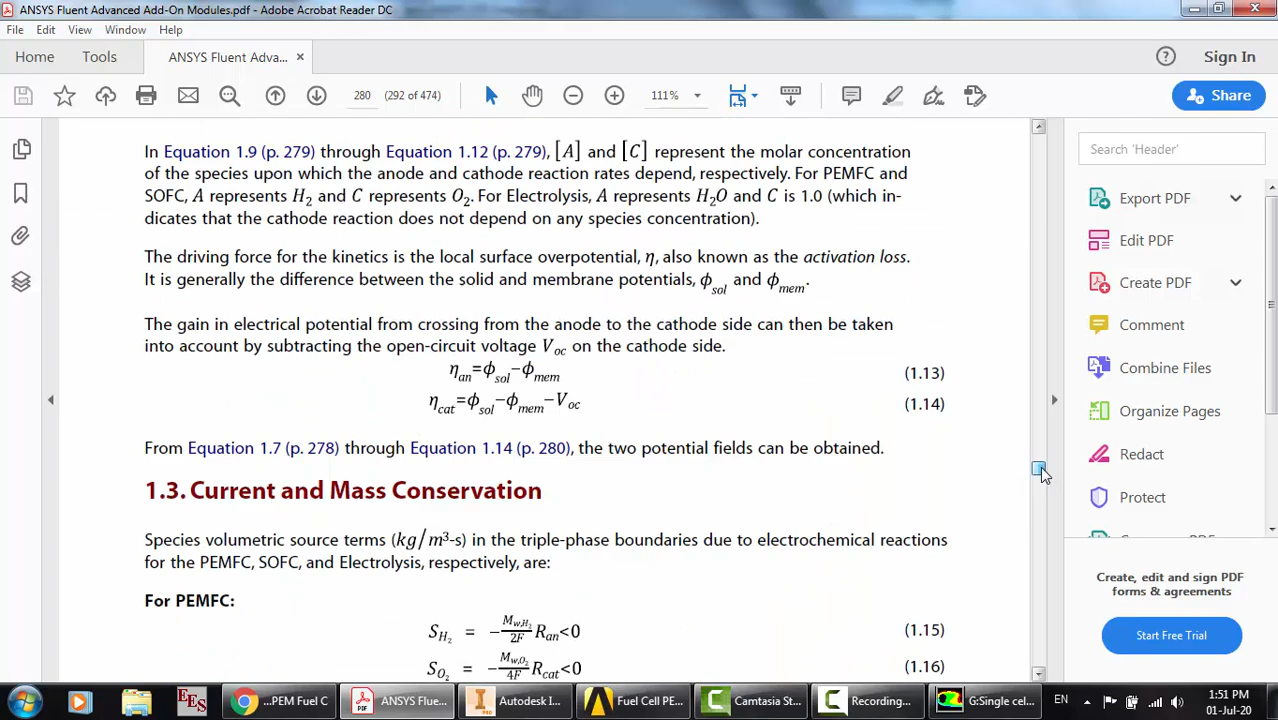 ANSYS Fluent Advanced Add-On Modules.pdf - Adobe Acrobat Reader DC
File Edit View Window Help
Home Tools ANSYS Fluent Adva... × Sign In
280 (292 of 474) 111% Share
In Equation 1.9 (p. 279) through Equation 1.12 (p. 279), [A] and [C] represent the molar concentration
of the species upon which the anode and cathode reaction rates depend, respectively. For PEMFC and
SOFC, A represents H₂ and C represents O₂. For Electrolysis, A represents H₂O and C is 1.0 (which in-
dicates that the cathode reaction does not depend on any species concentration).
The driving force for the kinetics is the local surface overpotential, η, also known as the activation loss.
It is generally the difference between the solid and membrane potentials, ϕsol and ϕmem.
The gain in electrical potential from crossing from the anode to the cathode side can then be taken
into account by subtracting the open-circuit voltage Voc on the cathode side.
ηan=ϕsol−ϕmem (1.13)
ηcat=ϕsol−ϕmem−Voc (1.14)
From Equation 1.7 (p. 278) through Equation 1.14 (p. 280), the two potential fields can be obtained.
1.3. Current and Mass Conservation
Species volumetric source terms (kg/m³-s) in the triple-phase boundaries due to electrochemical reactions
for the PEMFC, SOFC, and Electrolysis, respectively, are:
For PEMFC:
SH₂ = −Mw,H₂/2F Ran<0 (1.15)
SO₂ = −Mw,O₂/4F Rcat<0 (1.16)
Search 'Header'
Export PDF
Edit PDF
Create PDF
Comment
Combine Files
Organize Pages
Redact
Protect
Create, edit and sign PDF
forms & agreements
Start Free Trial
EES ...PEM Fuel C ANSYS Flue... Autodesk I... Fuel Cell PE... Camtasia St... Recording... G:Single cel... EN 1:51 PM
01-Jul-20